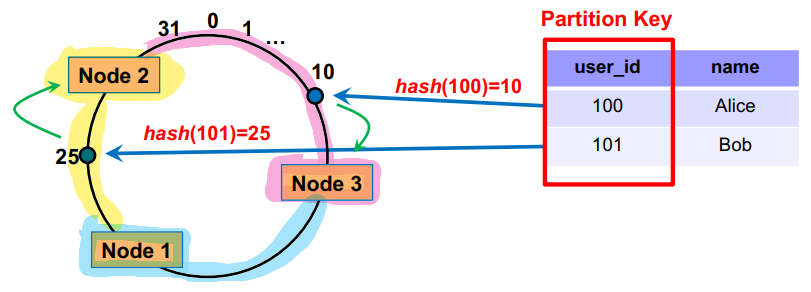 Partition Key
31 0 1 ...
Node 2
10
hash(100)=10
hash(101)=25
25
Node 3
Node 1
user_id name
100 Alice
101 Bob